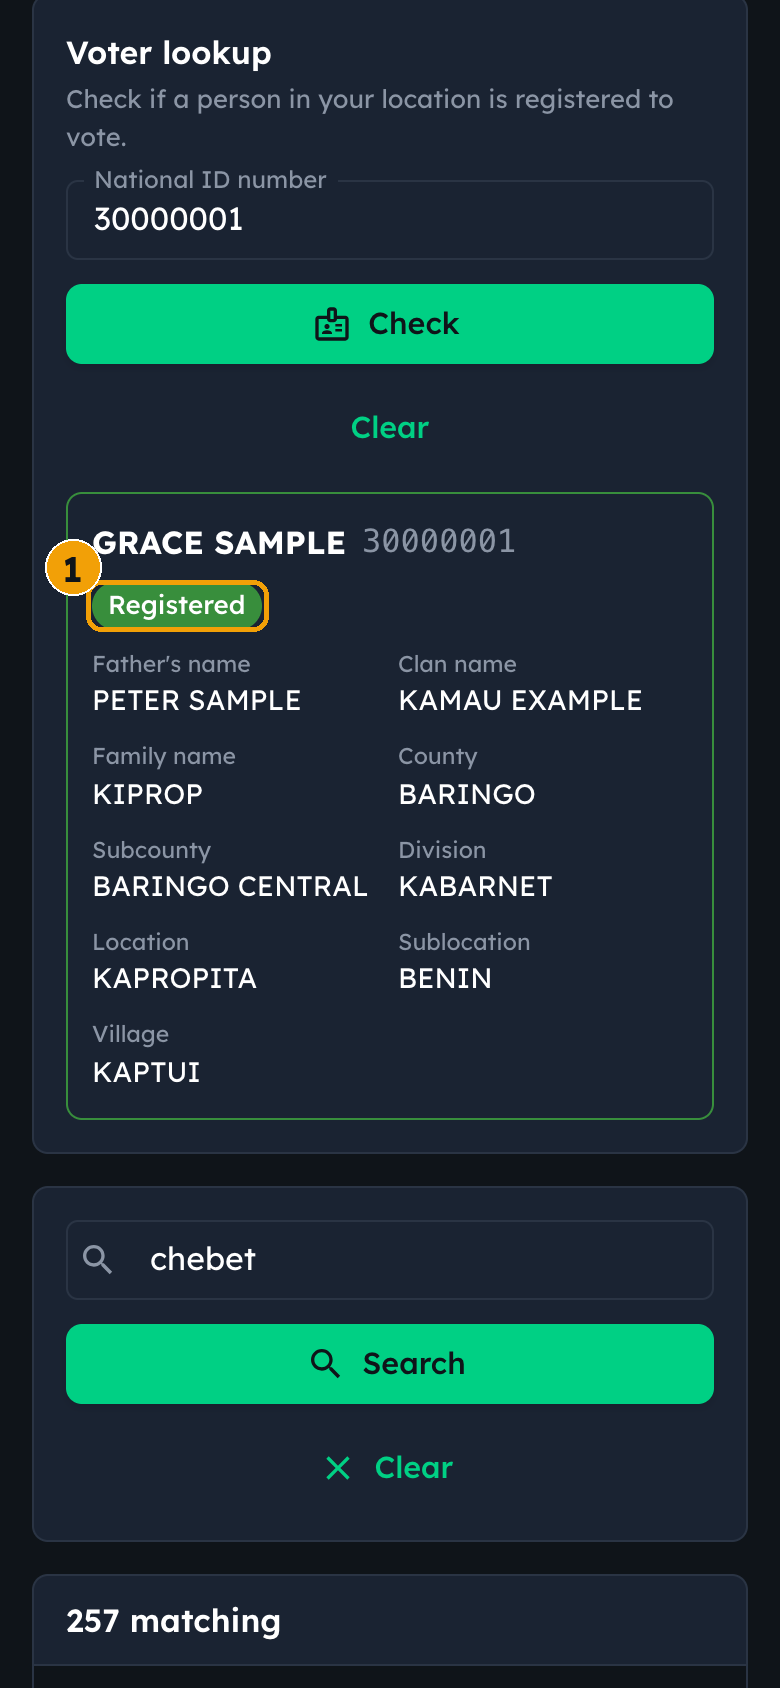 Voter lookup
Check if a person in your location is registered to
vote.
National ID number
30000001
Check
Clear
GRACE SAMPLE 30000001
1
Registered
Father's name
PETER SAMPLE
Clan name
KAMAU EXAMPLE
Family name
KIPROP
County
BARINGO
Subcounty
BARINGO CENTRAL
Division
KABARNET
Location
KAPROPITA
Sublocation
BENIN
Village
KAPTUI
chebet
Search
Clear
257 matching